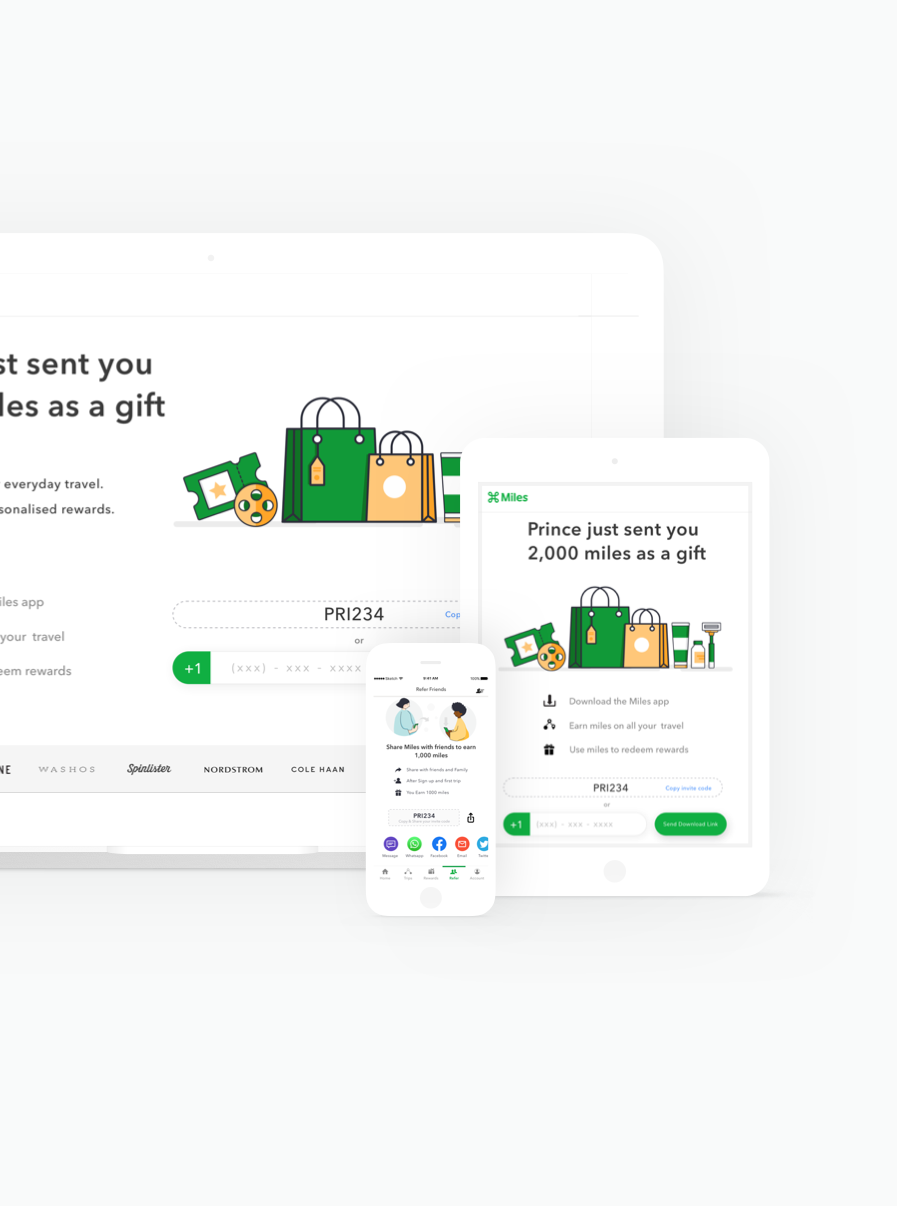 st sent you
les as a gift
everyday travel.
sonalised rewards.
iles app
your travel
eem rewards
PRI234
Cop
or
+1 (xxx) - xxx - xxxx
NE WASHOS Spinlister NORDSTROM COLE HAAN
Miles
Prince just sent you
2,000 miles as a gift
Download the Miles app
Earn miles on all your travel
Use miles to redeem rewards
PRI234 Copy invite code
or
+1 (xxx) - xxx - xxxx Send Download Link
Sketch 9:41 AM 100%
Refer Friends
Share Miles with friends to earn
1,000 miles
Share with friends and Family
After Sign up and first trip
You Earn 1000 miles
PRI234
Copy & Share your invite code
Message Whatsapp Facebook Email Twitte
Home Trips Rewards Refer Account